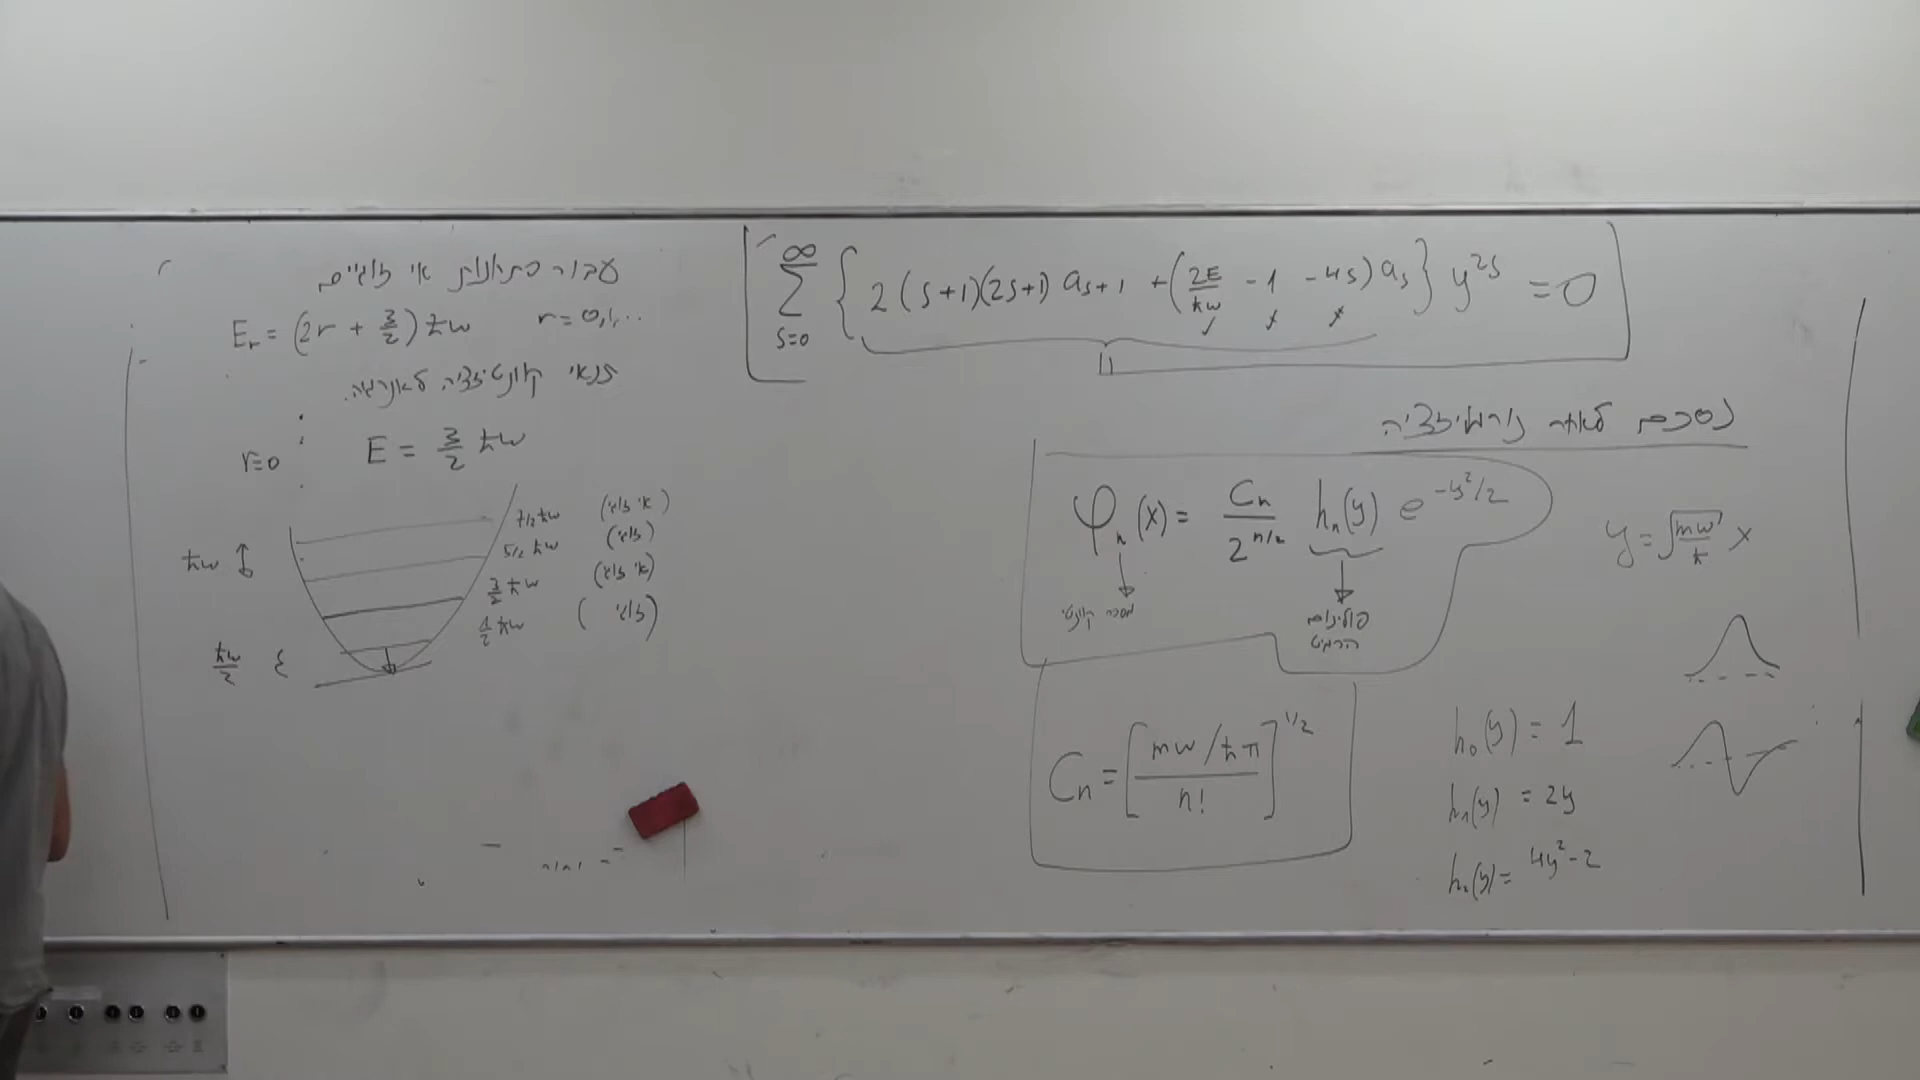 עבור פתרונות אי זוגיים
E_r = (2r + 3/2) ħω    r=0,1,..
תנאי קוונטיזציה לאנרגיה.
r=0    E = 3/2 ħω
7/2 ħω (אי זוגי)
5/2 ħω (זוגי)
ħω
3/2 ħω (אי זוגי)
1/2 ħω (זוגי)
ħω/2
∑_{s=0}^{∞} { 2(s+1)(2s+1) a_{s+1} + (2E/ħω - 1 - 4s) a_s } y^{2s} = 0
נסכם לאחר נורמליזציה
φ_n(x) = C_n/2^{n/2} h_n(y) e^{-y²/2}
y = √(mω/ħ) x
מספר קוונטי
פולינום
הרמיט
C_n = [ (mω/ħπ) / n! ]^{1/2}
h_0(y) = 1
h_1(y) = 2y
h_2(y) = 4y²-2